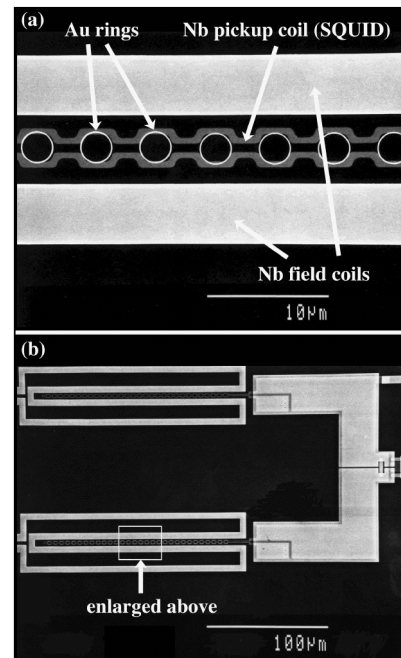 (a)
Au rings
Nb pickup coil (SQUID)
Nb field coils
10µm
(b)
enlarged above
100µm